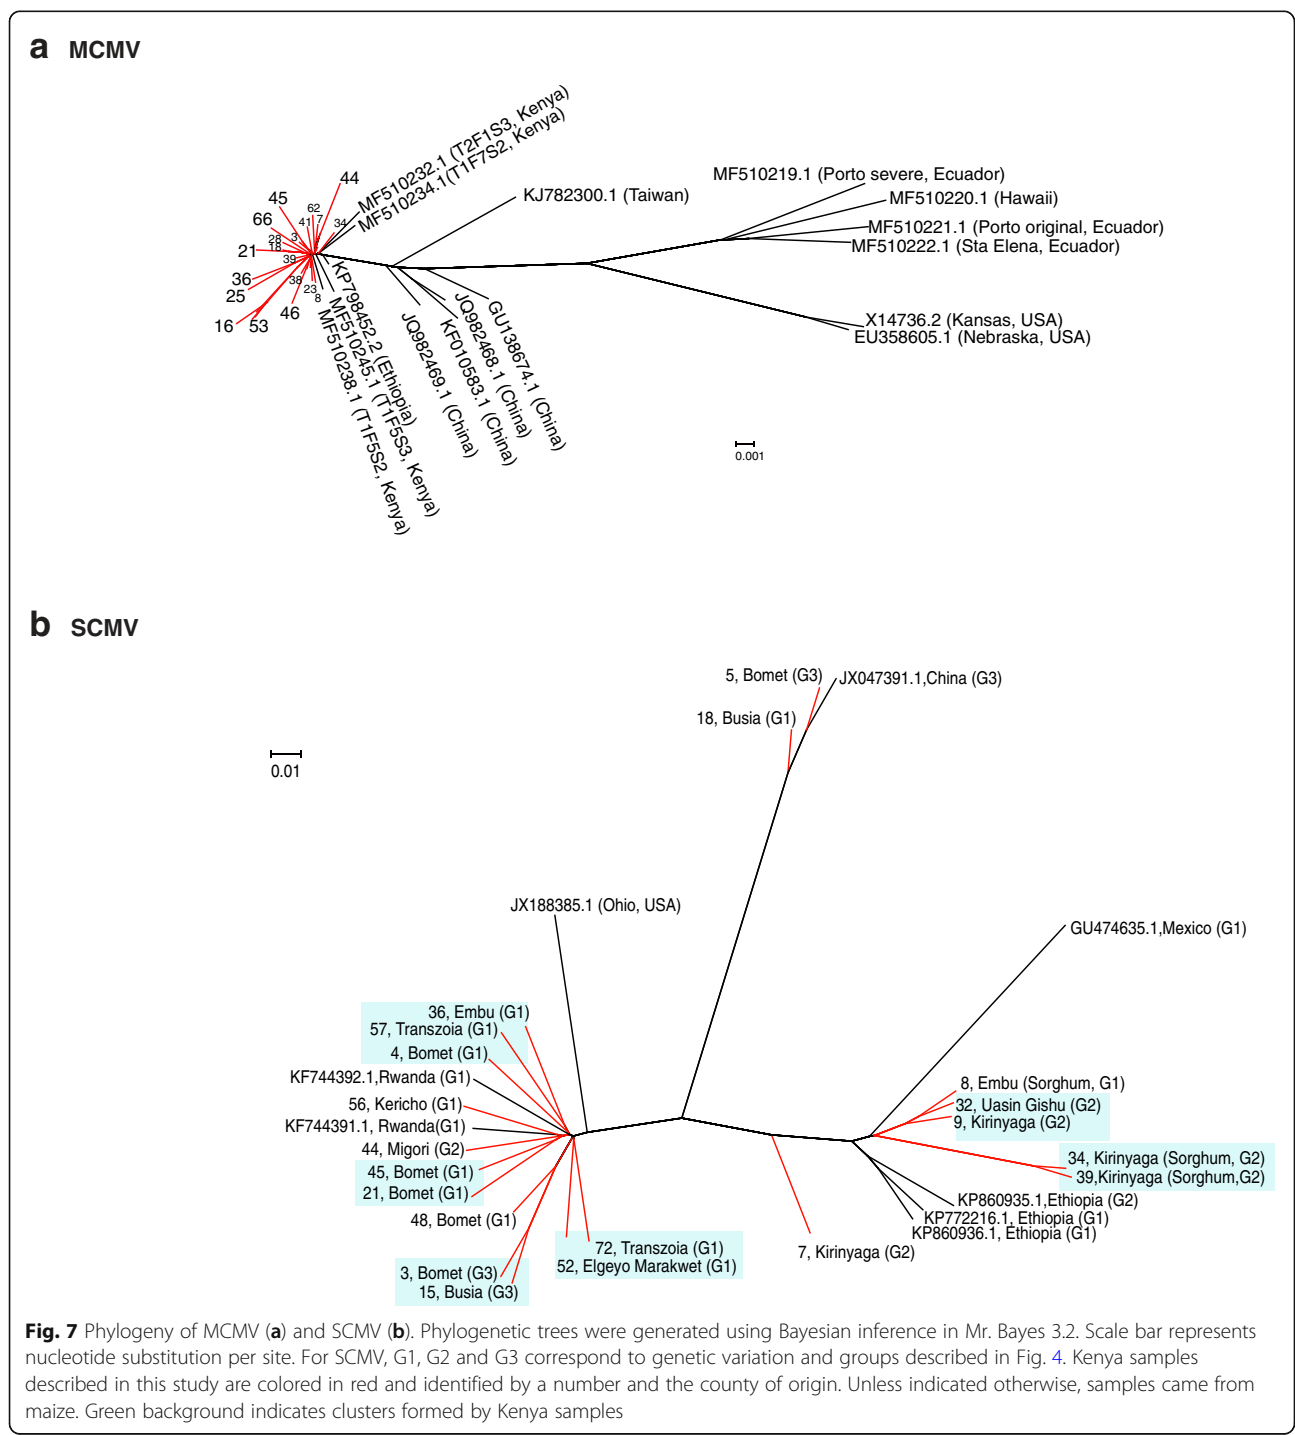 a MCMV
MF510232.1 (T2F1S3, Kenya)
MF510234.1(T1F7S2, Kenya)
44
45
62
7
66
41
34
28
3
18
21
39
36
38
25
23
8
46
16
53
KJ782300.1 (Taiwan)
MF510219.1 (Porto severe, Ecuador)
MF510220.1 (Hawaii)
MF510221.1 (Porto original, Ecuador)
MF510222.1 (Sta Elena, Ecuador)
X14736.2 (Kansas, USA)
EU358605.1 (Nebraska, USA)
KP798452.2 (Ethiopia)
MF510245.1 (T1F5S3, Kenya)
MF510238.1 (T1F5S2, Kenya)
GU138674.1 (China)
JQ982468.1 (China)
KF010583.1 (China)
JQ982469.1 (China)
0.001
b SCMV
5, Bomet (G3)
JX047391.1,China (G3)
18, Busia (G1)
0.01
JX188385.1 (Ohio, USA)
GU474635.1,Mexico (G1)
36, Embu (G1)
57, Transzoia (G1)
4, Bomet (G1)
KF744392.1,Rwanda (G1)
56, Kericho (G1)
KF744391.1, Rwanda(G1)
44, Migori (G2)
45, Bomet (G1)
21, Bomet (G1)
48, Bomet (G1)
3, Bomet (G3)
15, Busia (G3)
72, Transzoia (G1)
52, Elgeyo Marakwet (G1)
8, Embu (Sorghum, G1)
32, Uasin Gishu (G2)
9, Kirinyaga (G2)
34, Kirinyaga (Sorghum, G2)
39,Kirinyaga (Sorghum,G2)
KP860935.1,Ethiopia (G2)
KP772216.1, Ethiopia (G1)
KP860936.1, Ethiopia (G1)
7, Kirinyaga (G2)
Fig. 7 Phylogeny of MCMV (a) and SCMV (b). Phylogenetic trees were generated using Bayesian inference in Mr. Bayes 3.2. Scale bar represents
nucleotide substitution per site. For SCMV, G1, G2 and G3 correspond to genetic variation and groups described in Fig. 4. Kenya samples
described in this study are colored in red and identified by a number and the county of origin. Unless indicated otherwise, samples came from
maize. Green background indicates clusters formed by Kenya samples